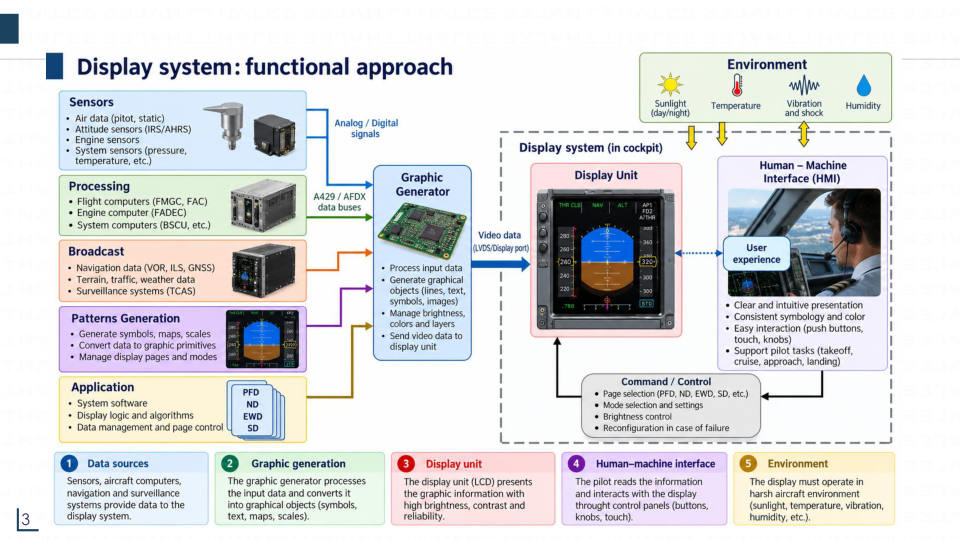 Display system: functional approach
Sensors
• Air data (pilot, static)
• Attitude sensors (IRS/AHRS)
• Engine sensors
• System sensors (pressure,
temperature, etc.)
Processing
• Flight computers (FMGC, FAC)
• Engine computer (FADEC)
• System computers (BSCU, etc.)
Broadcast
• Navigation data (VOR, ILS, GNSS)
• Terrain, traffic, weather data
• Surveillance systems (TCAS)
Patterns Generation
• Generate symbols, maps, scales
• Convert data to graphic primitives
• Manage display pages and modes
Application
• System software
• Display logic and algorithms
• Data management and page control
PFD
ND
EWD
SD
Analog / Digital
signals
A429 / AFDX
data buses
Graphic
Generator
• Process input data
• Generate graphical
objects (lines, text,
symbols, images)
• Manage brightness,
colors and layers
• Send video data to
display unit
Video data
(LVDS/Display port)
Environment
Sunlight
(day/night)
Temperature
Vibration
and shock
Humidity
Display system (in cockpit)
Display Unit
THR CLB NAV ALT AP1
FD2
A/THR
280
260
240
220
360
320
300
Human – Machine
Interface (HMI)
User
experience
• Clear and intuitive presentation
• Consistent symbology and color
• Easy interaction (push buttons,
touch, knobs)
• Support pilot tasks (takeoff,
cruise, approach, landing)
Command / Control
• Page selection (PFD, ND, EWD, SD, etc.)
• Mode selection and settings
• Brightness control
• Reconfiguration in case of failure
1 Data sources
Sensors, aircraft computers,
navigation and surveillance
systems provide data to the
display system.
2 Graphic generation
The graphic generator processes
the input data and converts it
into graphical objects (symbols,
text, maps, scales).
3 Display unit
The display unit (LCD) presents
the graphic information with
high brightness, contrast and
reliability.
4 Human–machine interface
The pilot reads the information
and interacts with the display
throught control panels (buttons,
knobs, touch).
5 Environment
The display must operate in
harsh aircraft environment
(sunlight, temperature, vibration,
humidity, etc.).
3